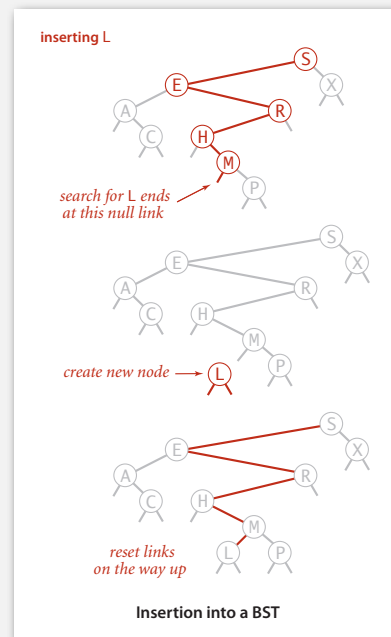 inserting L
S
E
X
A
R
C
H
M
P
search for L ends
at this null link
S
E
X
A
R
C
H
M
P
create new node
L
S
E
X
A
R
C
H
M
L
P
reset links
on the way up
Insertion into a BST